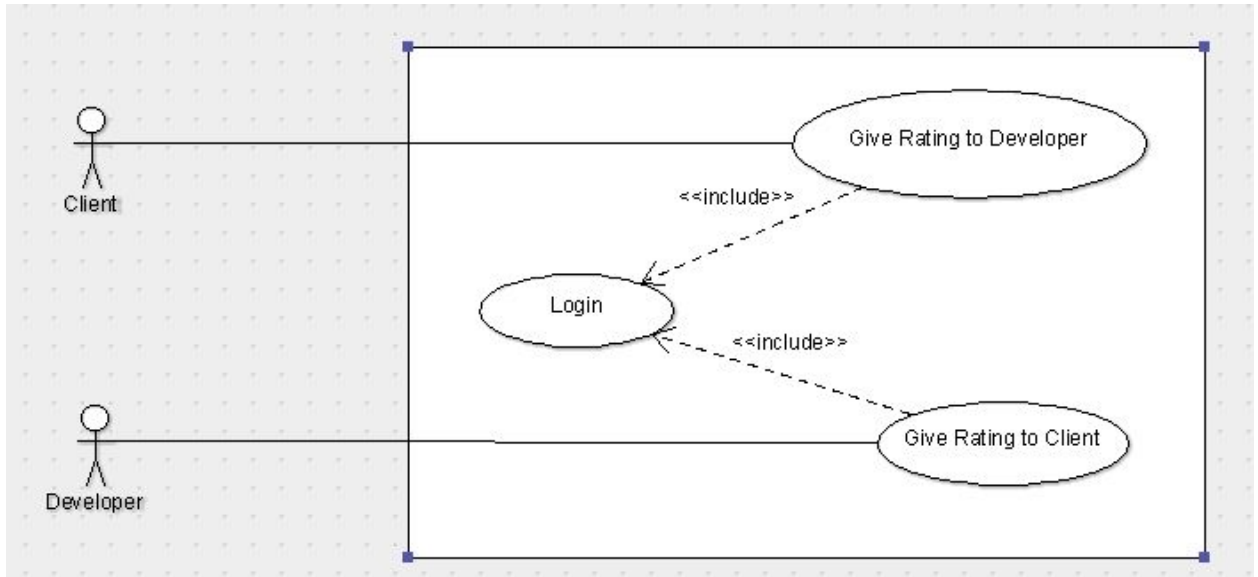 Give Rating to Developer
<<include>>
Client
Login
<<include>>
Give Rating to Client
Developer